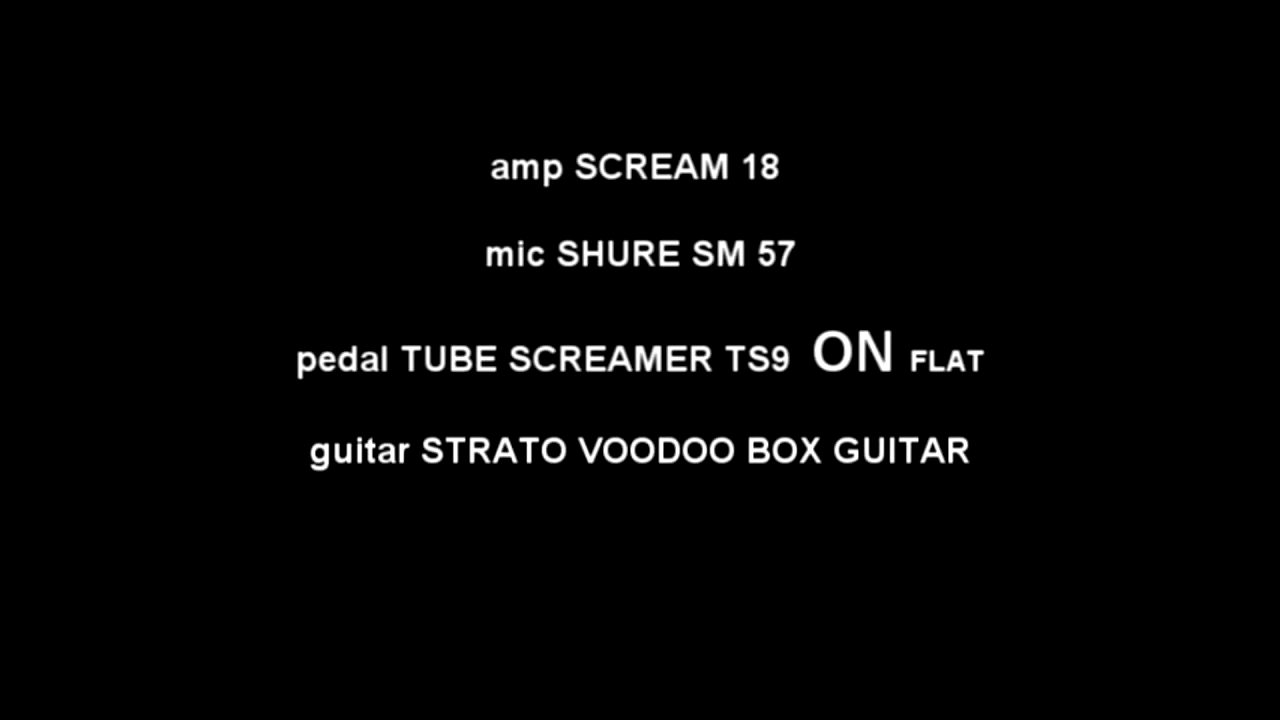 amp SCREAM 18
mic SHURE SM 57
pedal TUBE SCREAMER TS9 ON FLAT
guitar STRATO VOODOO BOX GUITAR